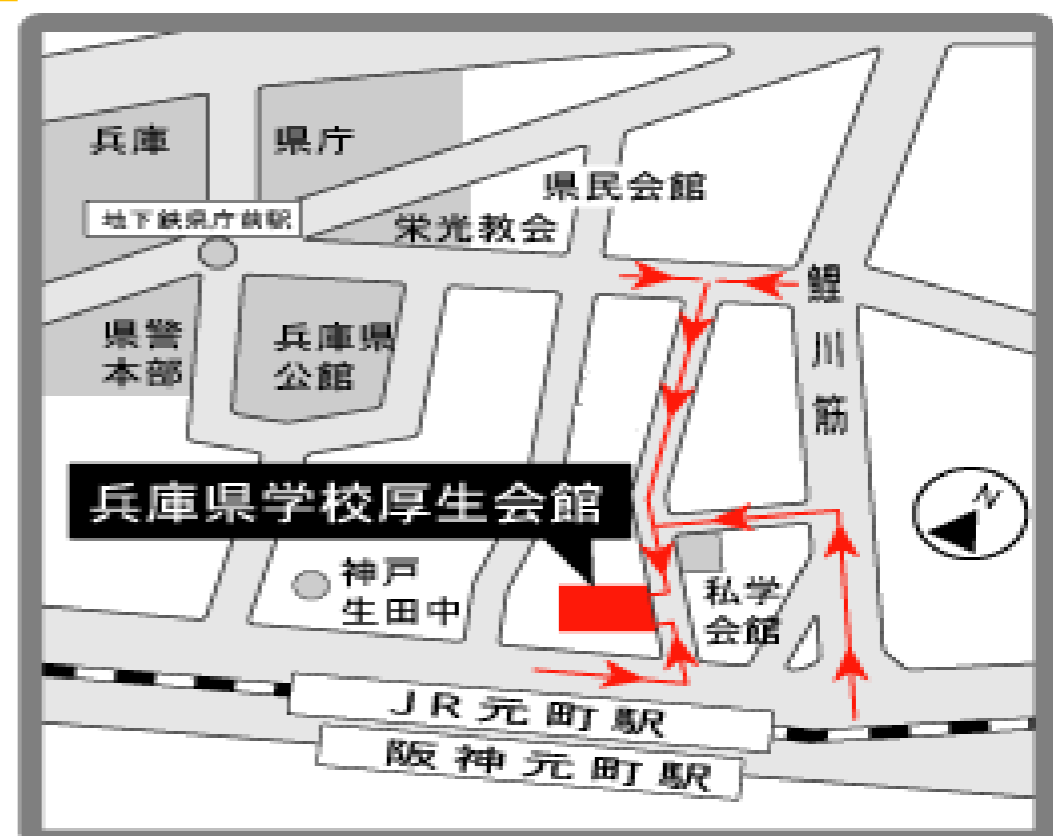 兵庫
県庁
県民会館
地下鉄県庁前駅
栄光教会
鯉川筋
県警
本部
兵庫県
公館
兵庫県学校厚生会館
N
神戸
生田中
私学
会館
JR元町駅
阪神元町駅